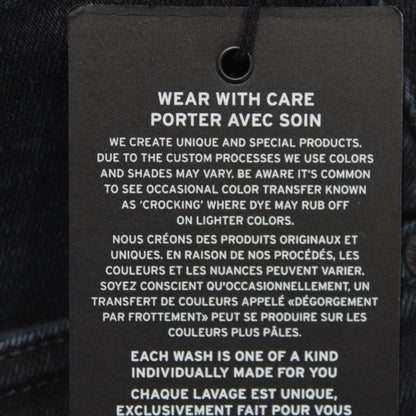 WEAR WITH CARE
PORTER AVEC SOIN
WE CREATE UNIQUE AND SPECIAL PRODUCTS.
DUE TO THE CUSTOM PROCESSES WE USE COLORS
AND SHADES MAY VARY. BE AWARE IT'S COMMON
TO SEE OCCASIONAL COLOR TRANSFER KNOWN
AS 'CROCKING' WHERE DYE MAY RUB OFF
ON LIGHTER COLORS.
NOUS CRÉONS DES PRODUITS ORIGINAUX ET
UNIQUES. EN RAISON DE NOS PROCÉDÉS, LES
COULEURS ET LES NUANCES PEUVENT VARIER.
SOYEZ CONSCIENT QU'OCCASIONNELLEMENT, UN
TRANSFERT DE COULEURS APPELÉ «DÉGORGEMENT
PAR FROTTEMENT» PEUT SE PRODUIRE SUR LES
COULEURS PLUS PÂLES.
EACH WASH IS ONE OF A KIND
INDIVIDUALLY MADE FOR YOU
CHAQUE LAVAGE EST UNIQUE,
EXCLUSIVEMENT FAIT POUR VOUS